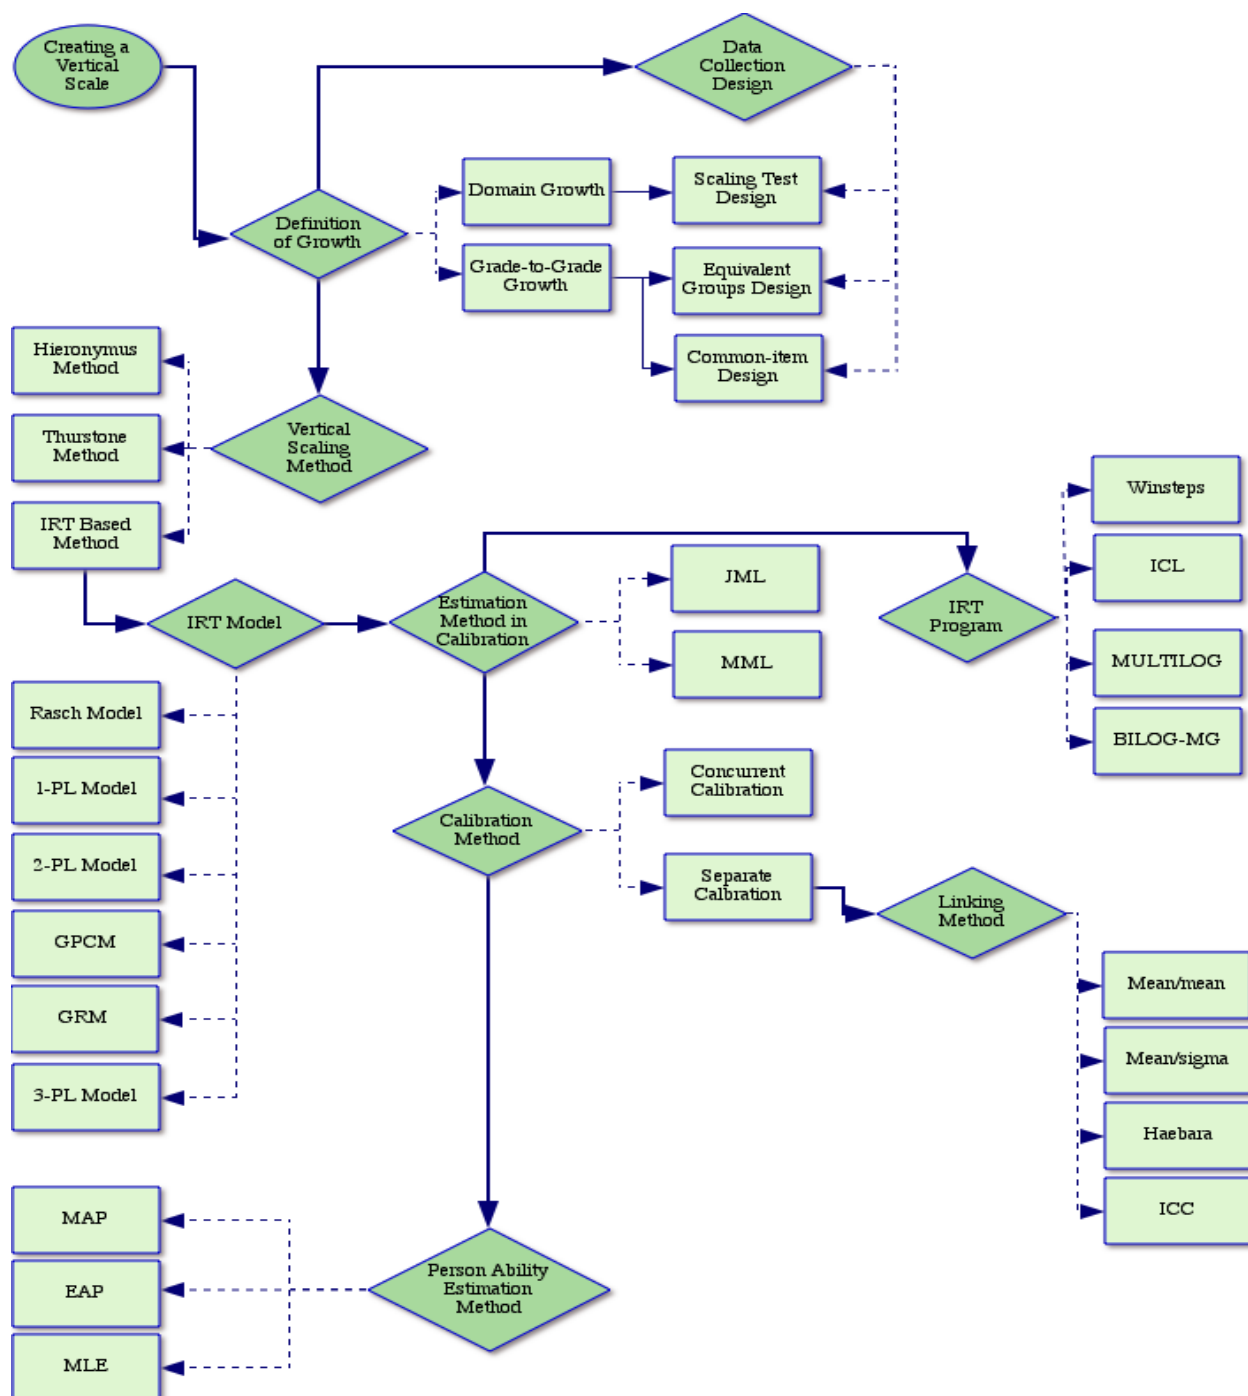 Creating a
Vertical
Scale
Data
Collection
Design
Domain Growth
Scaling Test
Design
Definition
of Growth
Grade-to-Grade
Growth
Equivalent
Groups Design
Common-item
Design
Hieronymus
Method
Thurstone
Method
Vertical
Scaling
Method
IRT Based
Method
Winsteps
ICL
MULTILOG
BILOG-MG
IRT
Program
JML
MML
Estimation
Method in
Calibration
IRT Model
Rasch Model
1-PL Model
2-PL Model
GPCM
GRM
3-PL Model
Concurrent
Calibration
Calibration
Method
Separate
Calbration
Linking
Method
Mean/mean
Mean/sigma
Haebara
ICC
MAP
EAP
MLE
Person Ability
Estimation
Method